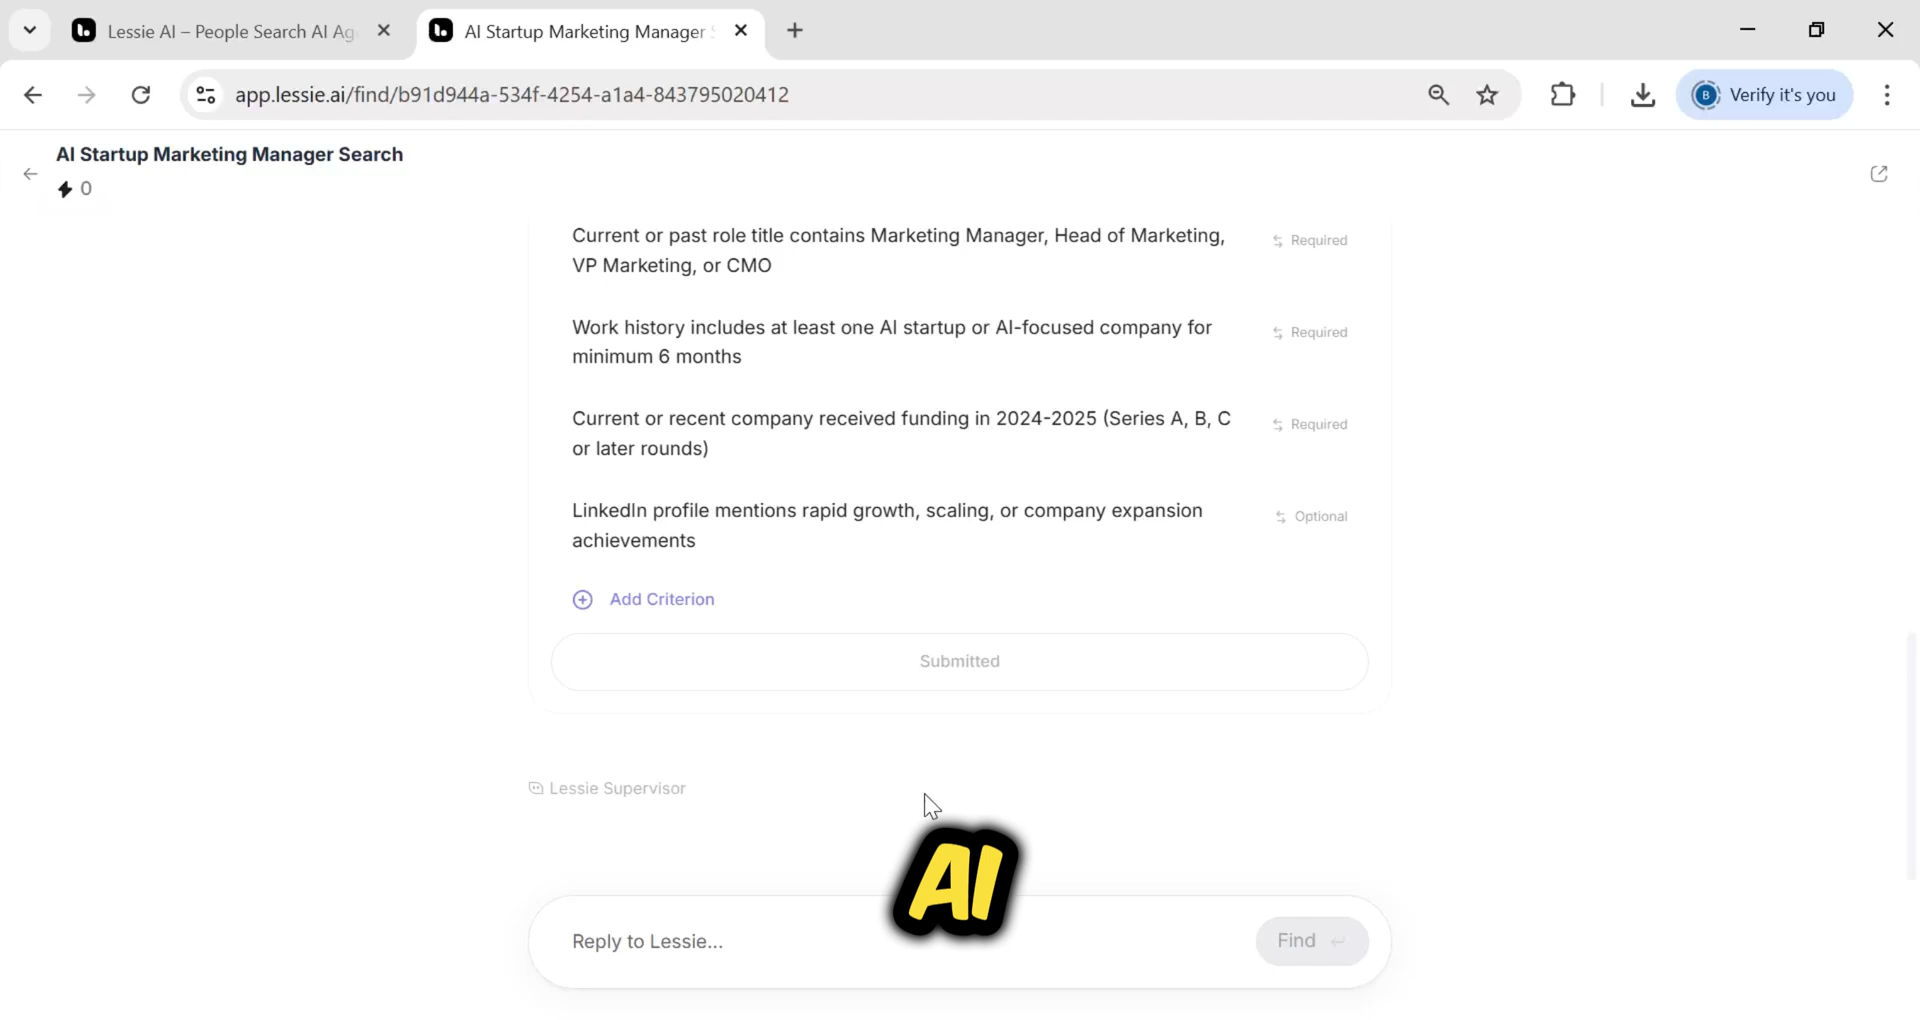 Lessie AI – People Search AI Ag
AI Startup Marketing Manager S
app.lessie.ai/find/b91d944a-534f-4254-a1a4-843795020412
B
Verify it's you
AI Startup Marketing Manager Search
0
Current or past role title contains Marketing Manager, Head of Marketing,
VP Marketing, or CMO
Required
Work history includes at least one AI startup or AI-focused company for
minimum 6 months
Required
Current or recent company received funding in 2024-2025 (Series A, B, C
or later rounds)
Required
LinkedIn profile mentions rapid growth, scaling, or company expansion
achievements
Optional
Add Criterion
Submitted
Lessie Supervisor
AI
Reply to Lessie...
Find